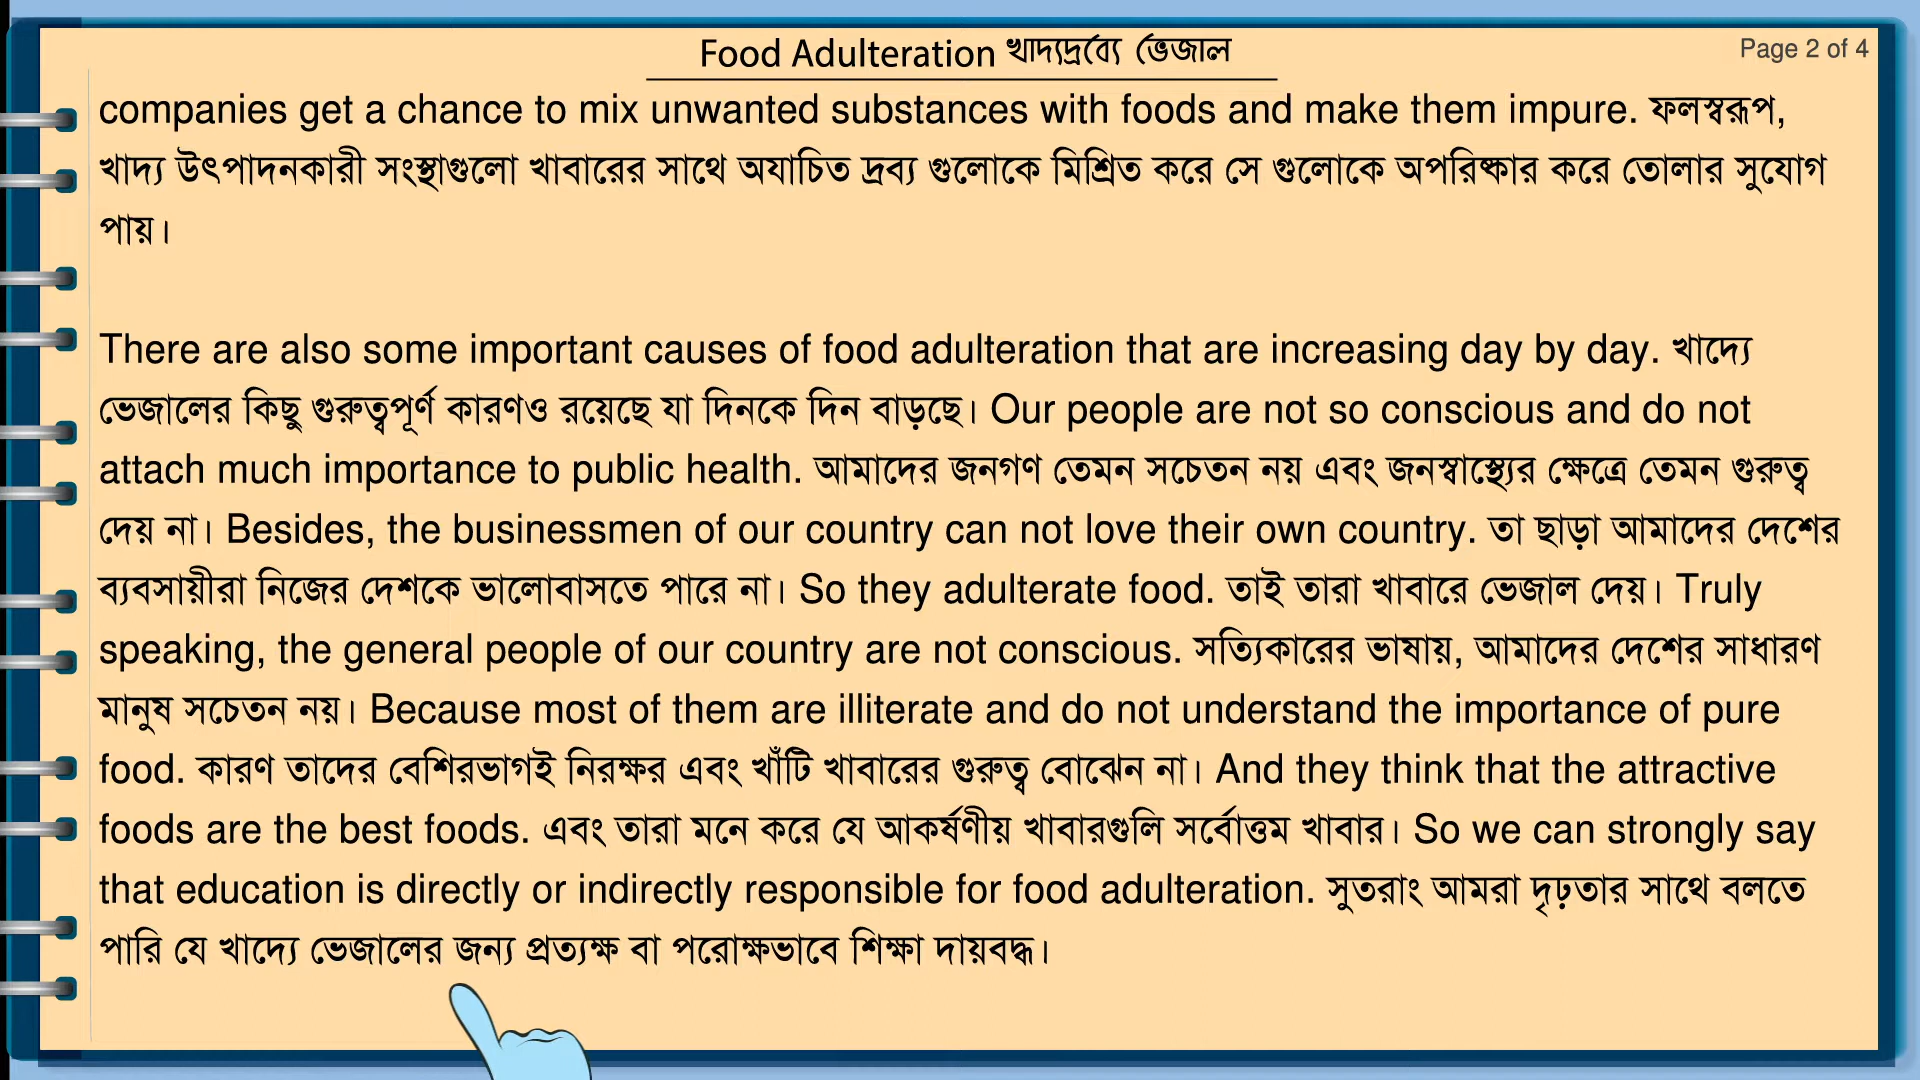 Food Adulteration খাদ্যদ্রব্যে ভেজাল
Page 2 of 4
companies get a chance to mix unwanted substances with foods and make them impure. ফলস্বরূপ,
খাদ্য উৎপাদনকারী সংস্থাগুলো খাবারের সাথে অযাচিত দ্রব্য গুলোকে মিশ্রিত করে সে গুলোকে অপরিষ্কার করে তোলার সুযোগ
পায়।
There are also some important causes of food adulteration that are increasing day by day. খাদ্যে
ভেজালের কিছু গুরুত্বপূর্ণ কারণও রয়েছে যা দিনকে দিন বাড়ছে। Our people are not so conscious and do not
attach much importance to public health. আমাদের জনগণ তেমন সচেতন নয় এবং জনস্বাস্থ্যের ক্ষেত্রে তেমন গুরুত্ব
দেয় না। Besides, the businessmen of our country can not love their own country. তা ছাড়া আমাদের দেশের
ব্যবসায়ীরা নিজের দেশকে ভালোবাসতে পারে না। So they adulterate food. তাই তারা খাবারে ভেজাল দেয়। Truly
speaking, the general people of our country are not conscious. সত্যিকারের ভাষায়, আমাদের দেশের সাধারণ
মানুষ সচেতন নয়। Because most of them are illiterate and do not understand the importance of pure
food. কারণ তাদের বেশিরভাগই নিরক্ষর এবং খাঁটি খাবারের গুরুত্ব বোঝেন না। And they think that the attractive
foods are the best foods. এবং তারা মনে করে যে আকর্ষণীয় খাবারগুলি সর্বোত্তম খাবার। So we can strongly say
that education is directly or indirectly responsible for food adulteration. সুতরাং আমরা দৃঢ়তার সাথে বলতে
পারি যে খাদ্যে ভেজালের জন্য প্রত্যক্ষ বা পরোক্ষভাবে শিক্ষা দায়বদ্ধ।